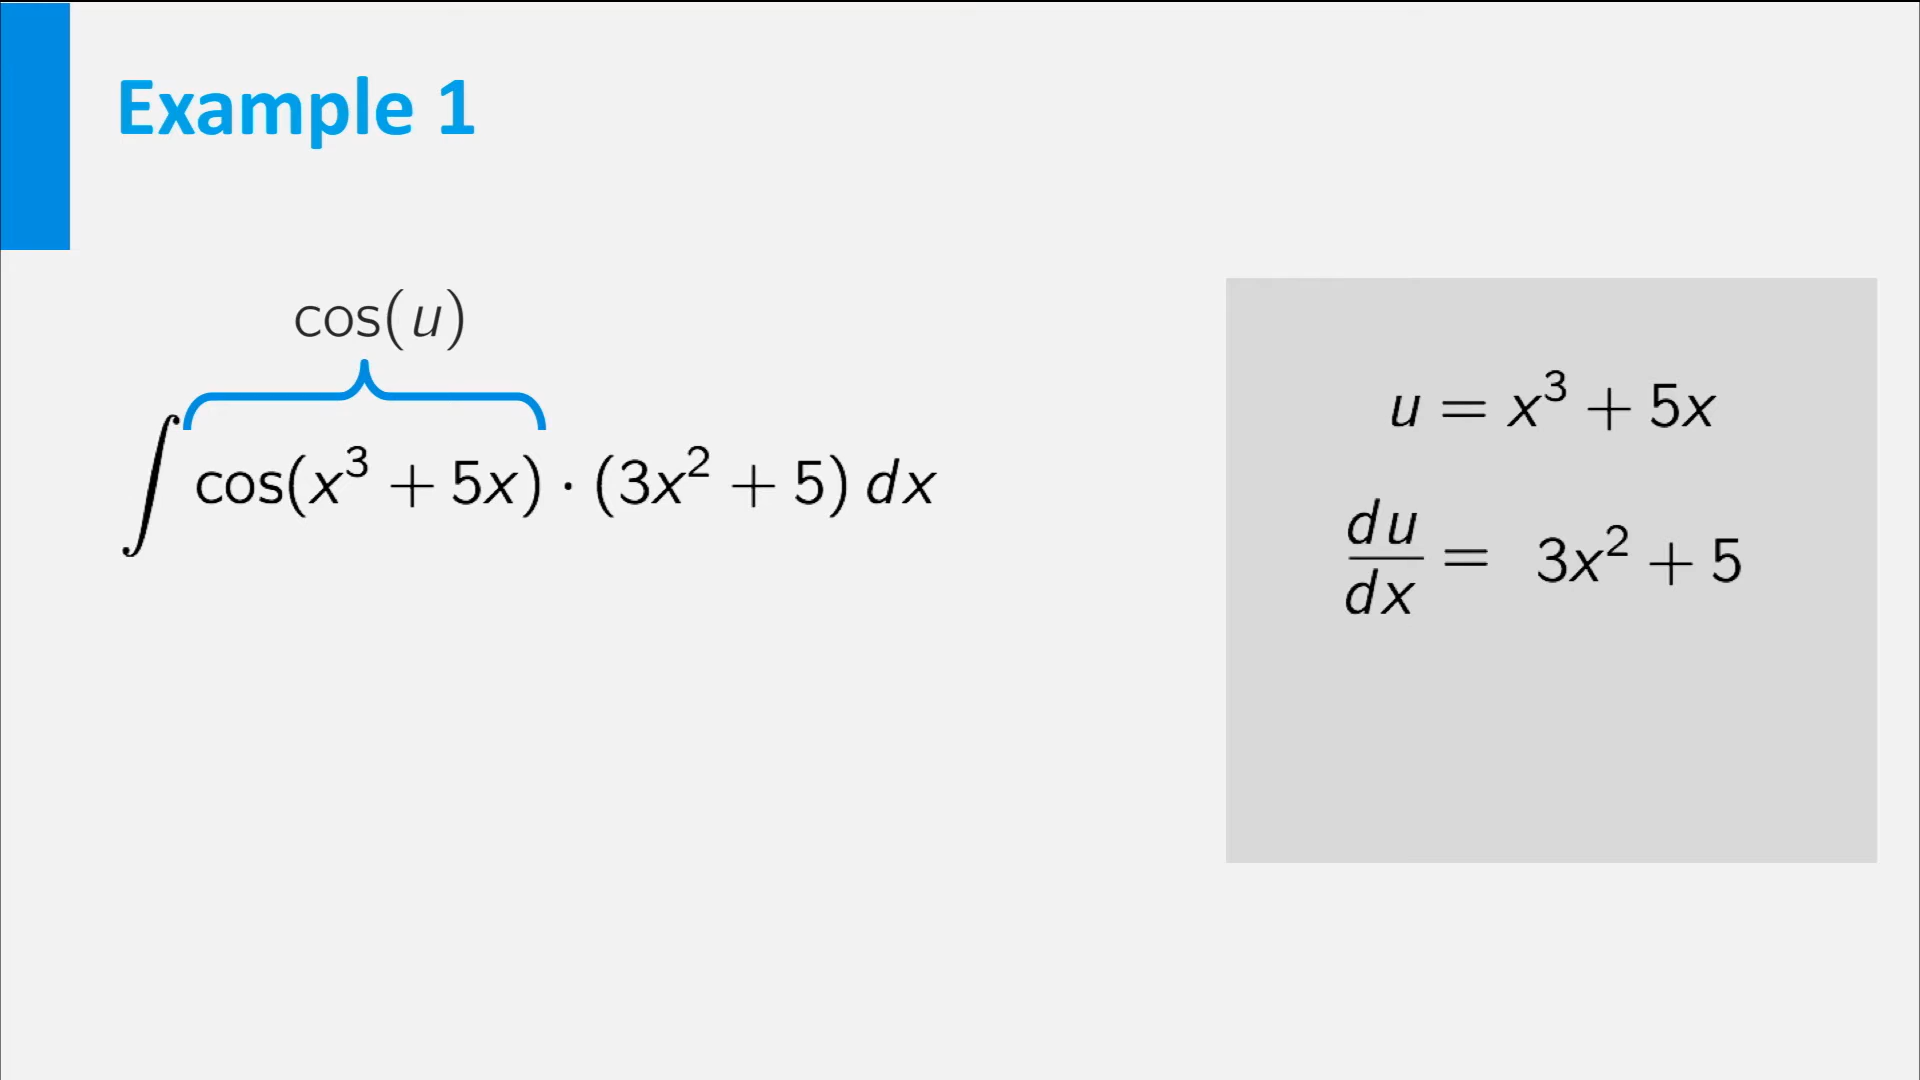 Example 1
cos(u)
∫ cos(x³ + 5x) · (3x² + 5) dx
u = x³ + 5x
du/dx = 3x² + 5